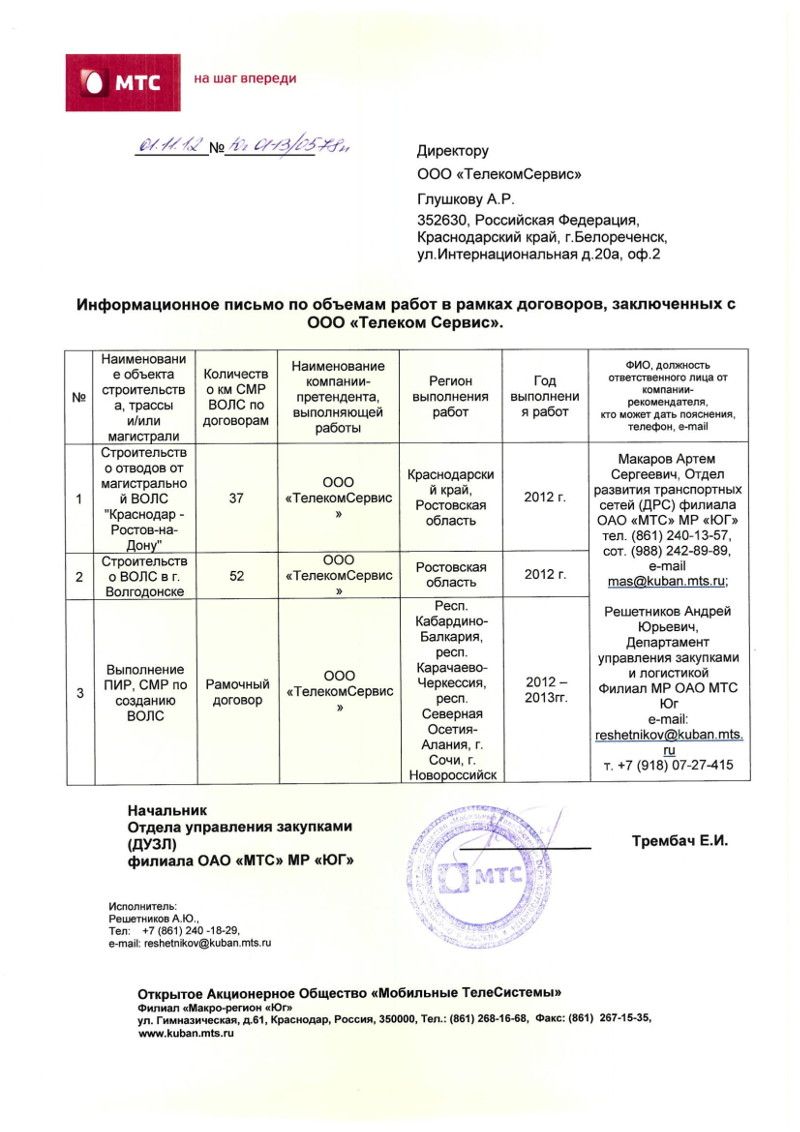 МТС на шаг впереди
01.11.12 № Юг 01-13/0578и
Директору
ООО «ТелекомСервис»
Глушкову А.Р.
352630, Российская Федерация,
Краснодарский край, г.Белореченск,
ул.Интернациональная д.20а, оф.2
Информационное письмо по объемам работ в рамках договоров, заключенных с
ООО «Телеком Сервис».
№
Наименовани
е объекта
строительств
а, трассы
и/или
магистрали
Количеств
о км СМР
ВОЛС по
договорам
Наименование
компании-
претендента,
выполняющей
работы
Регион
выполнения
работ
Год
выполнени
я работ
ФИО, должность
ответственного лица от
компании-
рекомендателя,
кто может дать пояснения,
телефон, e-mail
1
Строительств
о отводов от
магистрально
й ВОЛС
"Краснодар -
Ростов-на-
Дону"
37
ООО
«ТелекомСервис
»
Краснодарски
й край,
Ростовская
область
2012 г.
Макаров Артем
Сергеевич, Отдел
развития транспортных
сетей (ДРС) филиала
ОАО «МТС» МР «ЮГ»
тел. (861) 240-13-57,
сот. (988) 242-89-89,
e-mail
mas@kuban.mts.ru;
2
Строительств
о ВОЛС в г.
Волгодонске
52
ООО
«ТелекомСервис
»
Ростовская
область
2012 г.
3
Выполнение
ПИР, СМР по
созданию
ВОЛС
Рамочный
договор
ООО
«ТелекомСервис
»
Респ.
Кабардино-
Балкария,
респ.
Карачаево-
Черкессия,
респ.
Северная
Осетия-
Алания, г.
Сочи, г.
Новороссийск
2012 –
2013гг.
Решетников Андрей
Юрьевич,
Департамент
управления закупками
и логистикой
Филиал МР ОАО МТС
Юг
e-mail:
reshetnikov@kuban.mts.
ru
т. +7 (918) 07-27-415
Начальник
Отдела управления закупками
(ДУЗЛ)
филиала ОАО «МТС» МР «ЮГ»
МТС
Трембач Е.И.
Исполнитель:
Решетников А.Ю.,
Тел: +7 (861) 240 -18-29,
e-mail: reshetnikov@kuban.mts.ru
Открытое Акционерное Общество «Мобильные ТелеСистемы»
Филиал «Макро-регион «Юг»
ул. Гимназическая, д.61, Краснодар, Россия, 350000, Тел.: (861) 268-16-68, Факс: (861) 267-15-35,
www.kuban.mts.ru